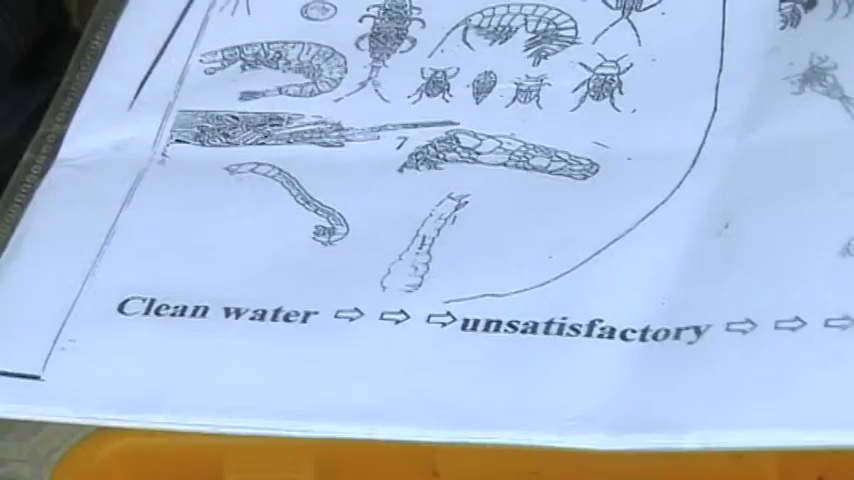 7
Clean water ⇨ ⇨ ⇨ unsatisfactory ⇨ ⇨ ⇨